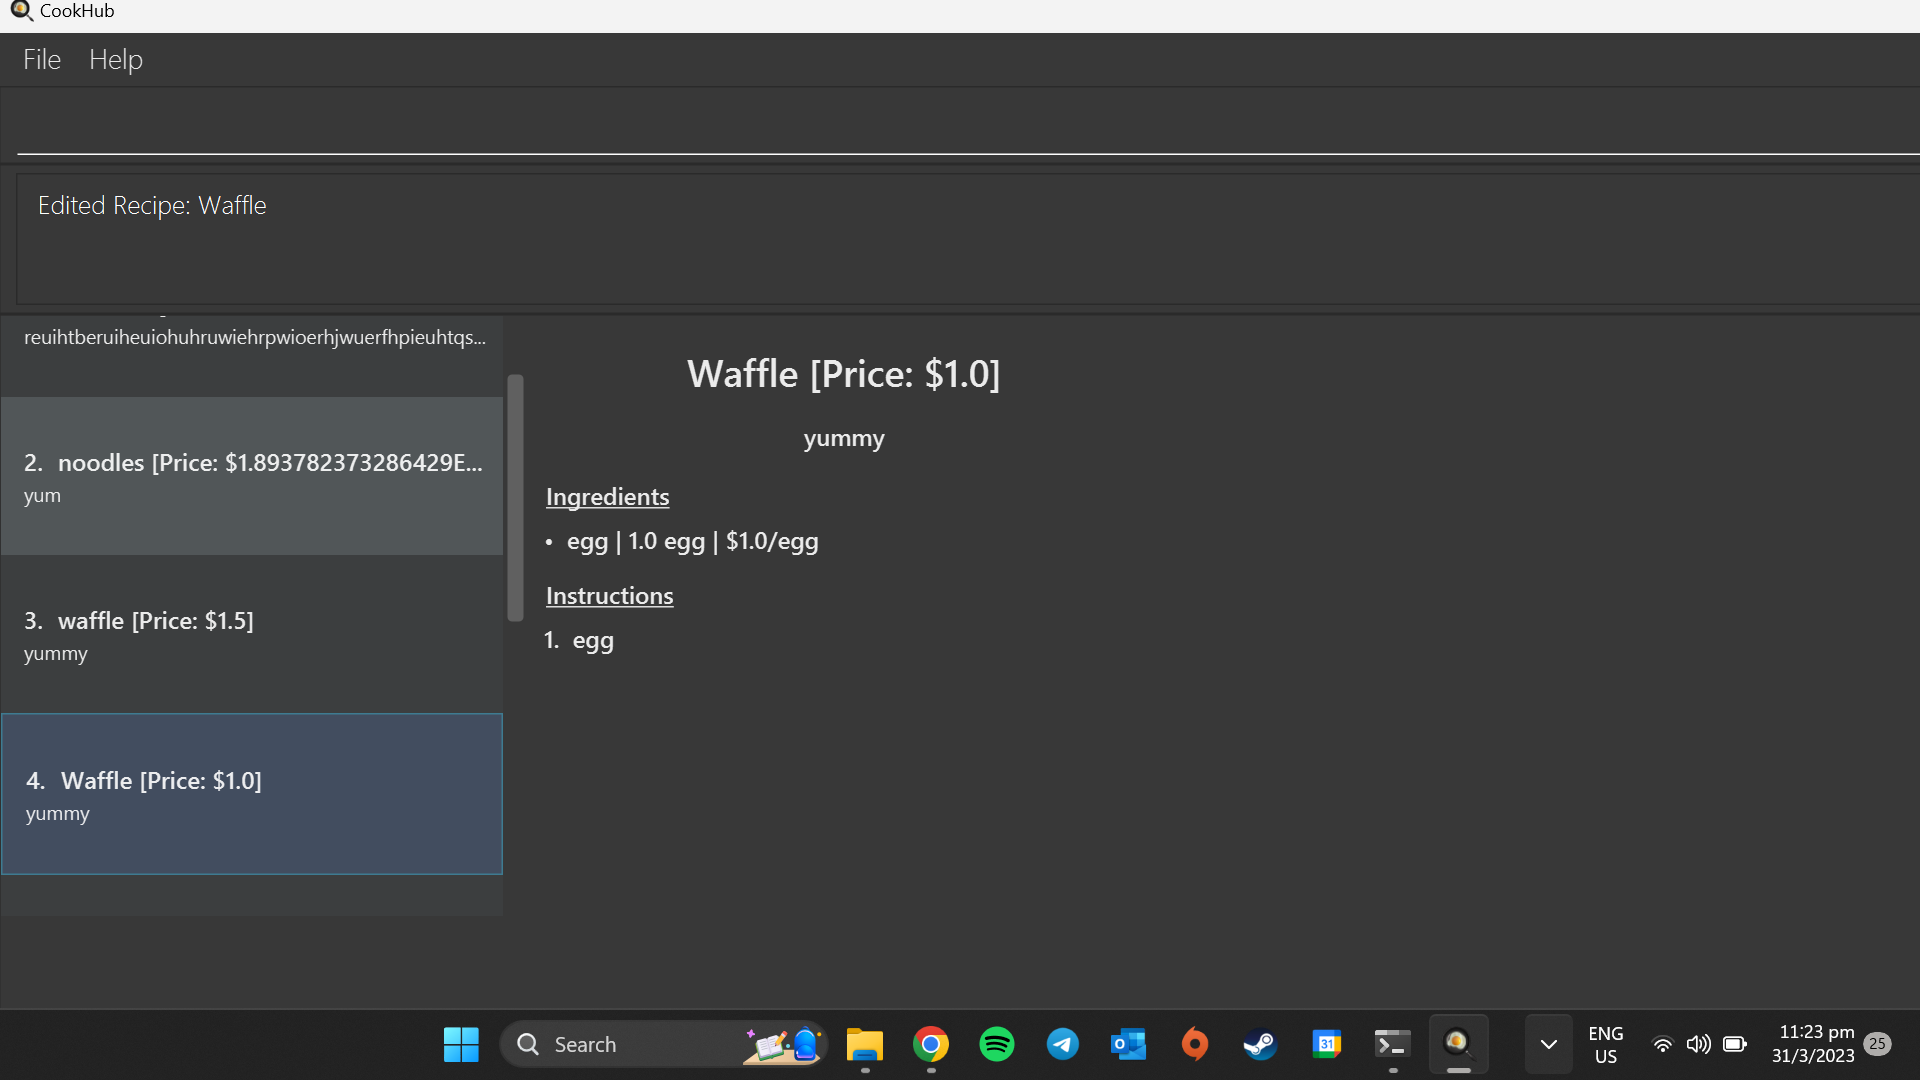 CookHub
File Help
Edited Recipe: Waffle
reuihtberuiheuiohuhruwiehrpwioerhjwuerfhpieuhtqs...
2. noodles [Price: $1.893782373286429E...
yum
3. waffle [Price: $1.5]
yummy
4. Waffle [Price: $1.0]
yummy
Waffle [Price: $1.0]
yummy
Ingredients
• egg | 1.0 egg | $1.0/egg
Instructions
1. egg
Search
31
ENG
US
11:23 pm
31/3/2023
25